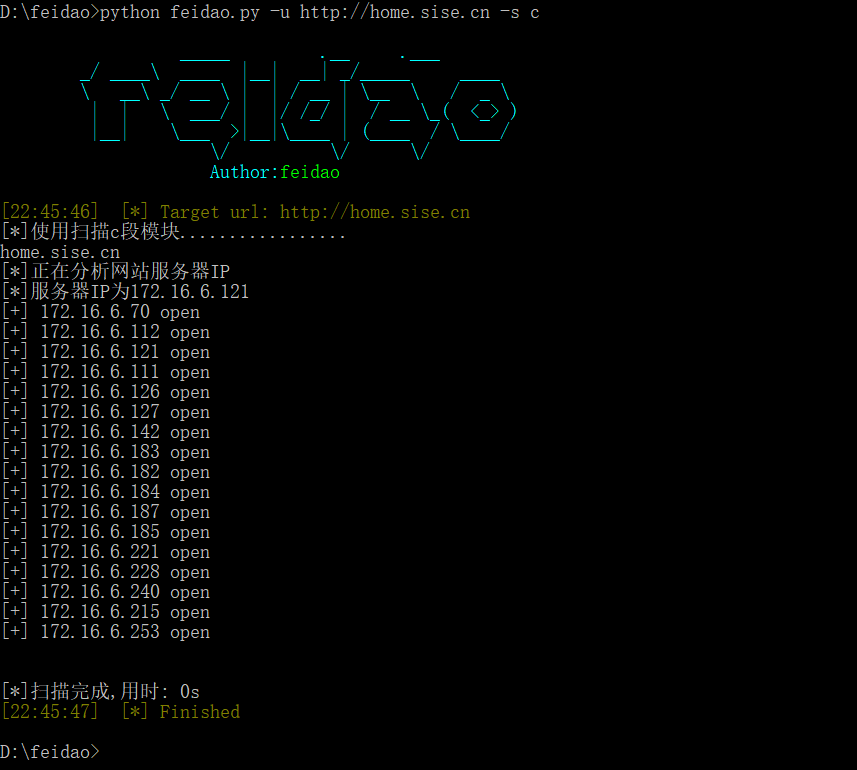 D:\feidao>python feidao.py -u http://home.sise.cn -s c
feidao
Author:feidao
[22:45:46] [*] Target url: http://home.sise.cn
[*]使用扫描c段模块.................
home.sise.cn
[*]正在分析网站服务器IP
[*]服务器IP为172.16.6.121
[+] 172.16.6.70 open
[+] 172.16.6.112 open
[+] 172.16.6.121 open
[+] 172.16.6.111 open
[+] 172.16.6.126 open
[+] 172.16.6.127 open
[+] 172.16.6.142 open
[+] 172.16.6.183 open
[+] 172.16.6.182 open
[+] 172.16.6.184 open
[+] 172.16.6.187 open
[+] 172.16.6.185 open
[+] 172.16.6.221 open
[+] 172.16.6.228 open
[+] 172.16.6.240 open
[+] 172.16.6.215 open
[+] 172.16.6.253 open
[*]扫描完成,用时: 0s
[22:45:47] [*] Finished
D:\feidao>